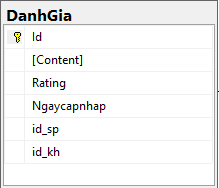 DanhGia
Id
[Content]
Rating
Ngaycapnhap
id_sp
id_kh